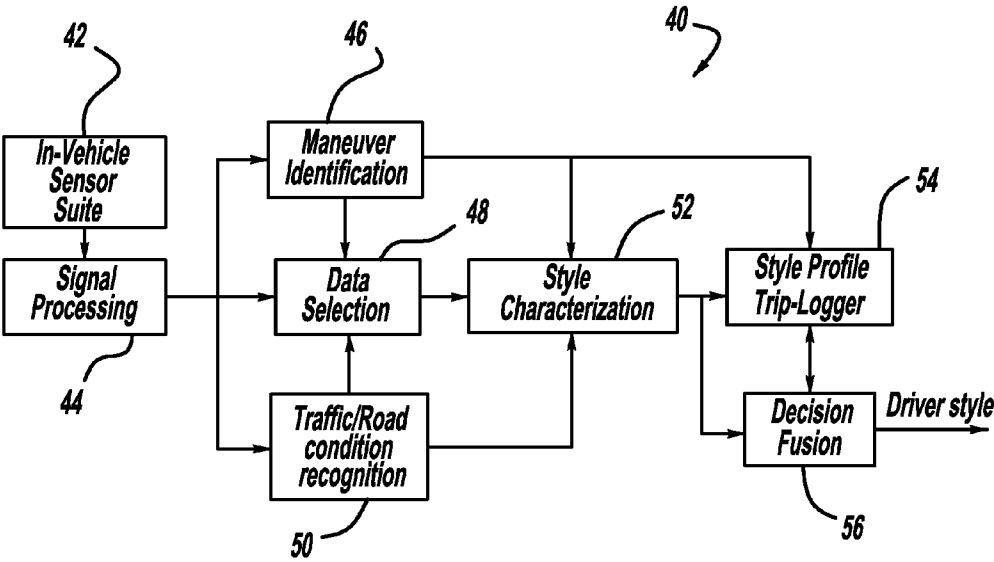 42
46
40
In-Vehicle
Sensor
Suite
Maneuver
Identification
54
48
52
Signal
Processing
Data
Selection
Style
Characterization
Style Profile
Trip-Logger
44
Traffic/Road
condition
recognition
Decision
Fusion
Driver style
50
56